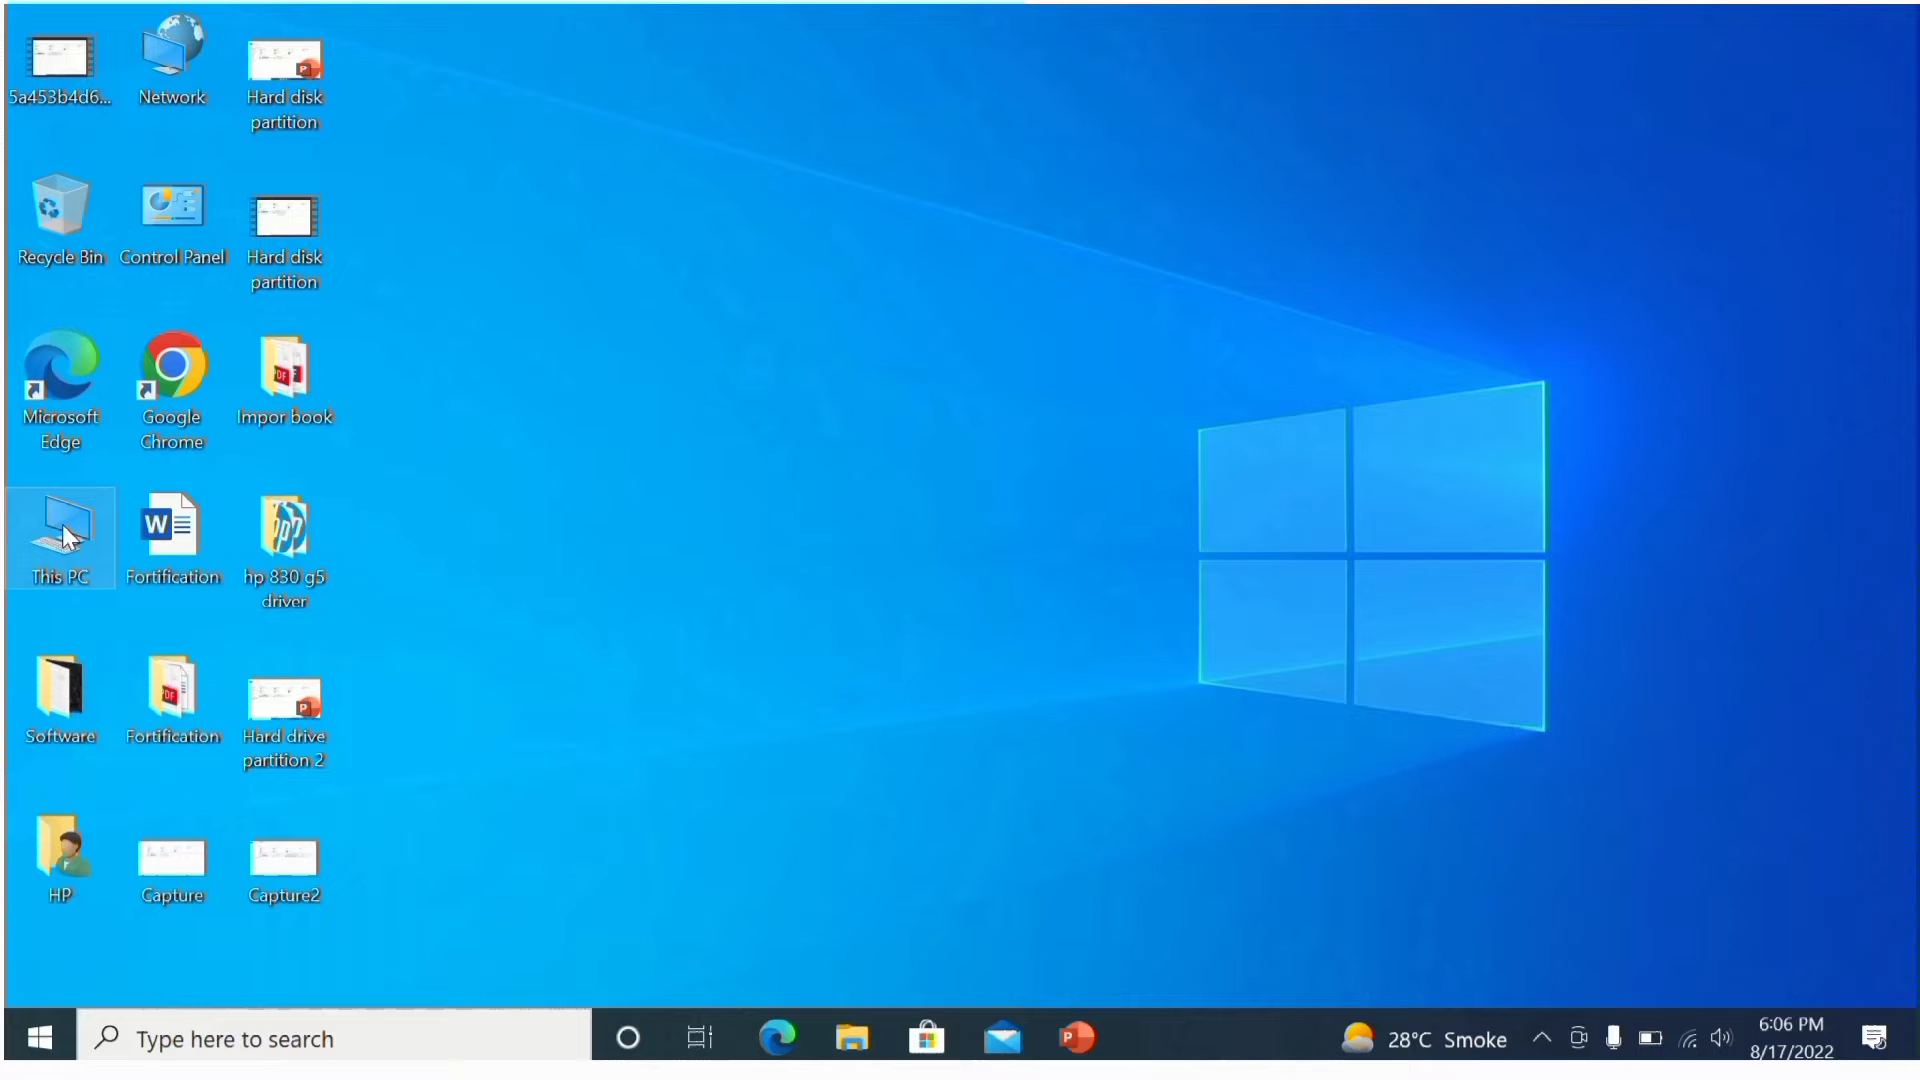 5a453b4d6...
Network
Hard disk
partition
Recycle Bin
Control Panel
Hard disk
partition
Microsoft
Edge
Google
Chrome
Impor book
This PC
Fortification
hp 830 g5
driver
Software
Fortification
Hard drive
partition 2
HP
Capture
Capture2
Type here to search
28°C Smoke
6:06 PM
8/17/2022